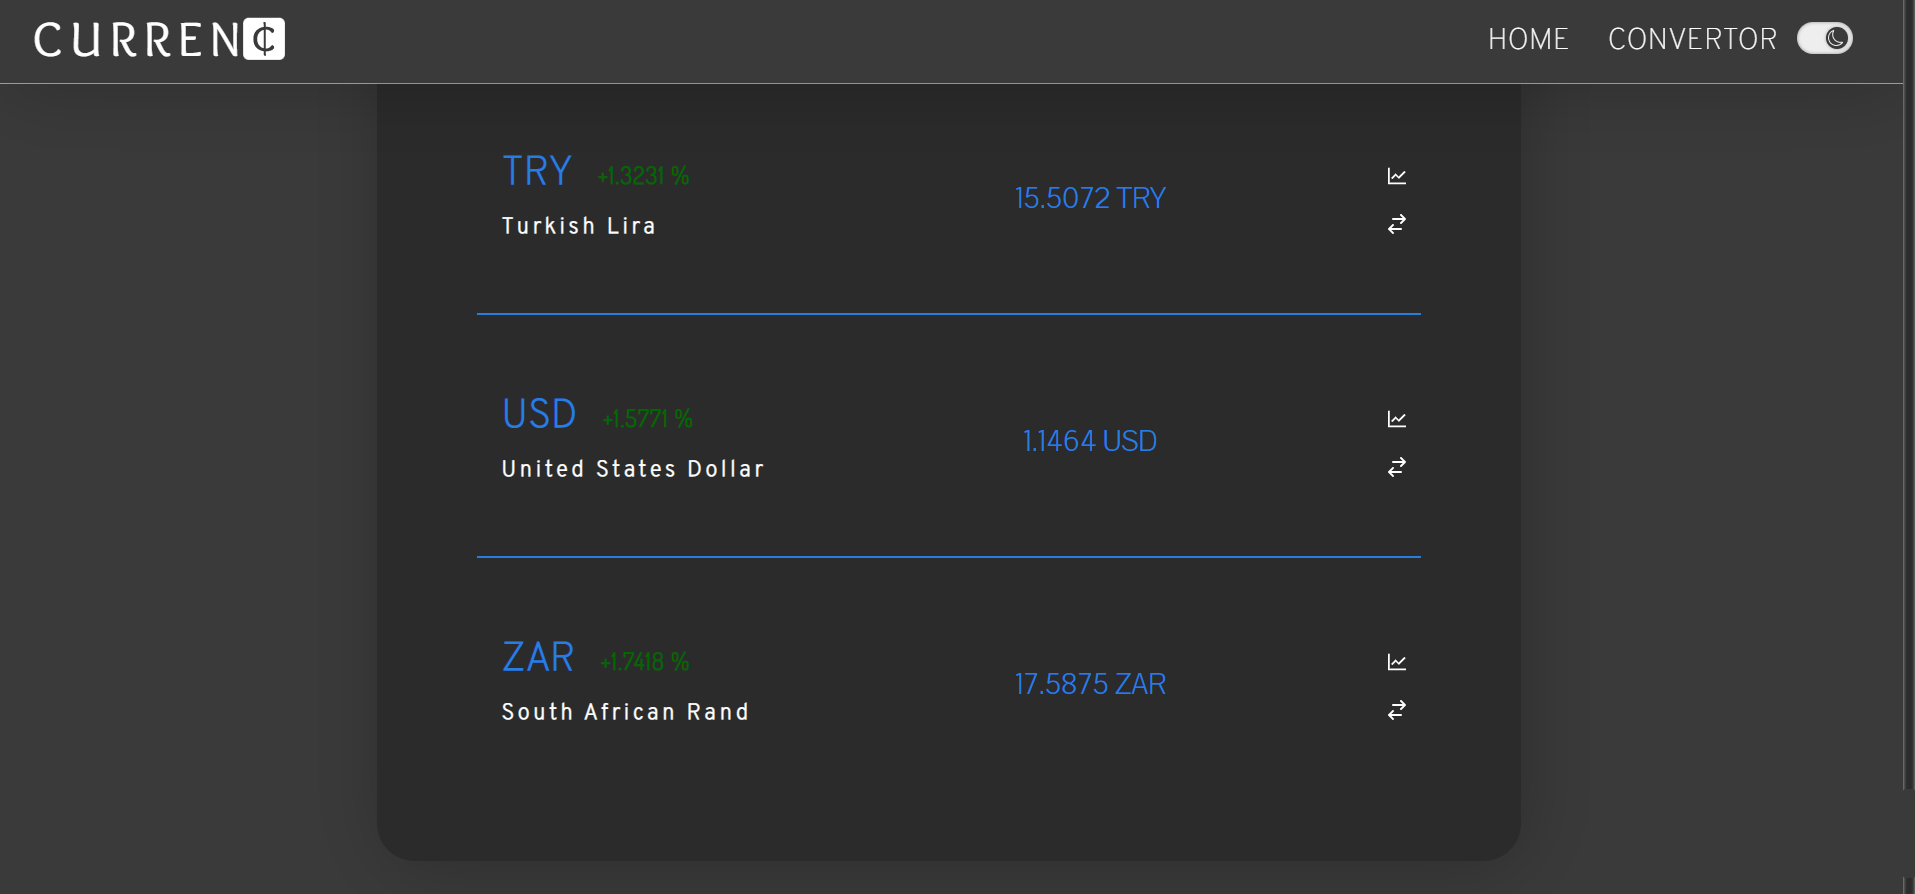 CURREN₵
HOME CONVERTOR
TRY +1.3231 %
Turkish Lira
15.5072 TRY
USD +1.5771 %
United States Dollar
1.1464 USD
ZAR +1.7418 %
South African Rand
17.5875 ZAR